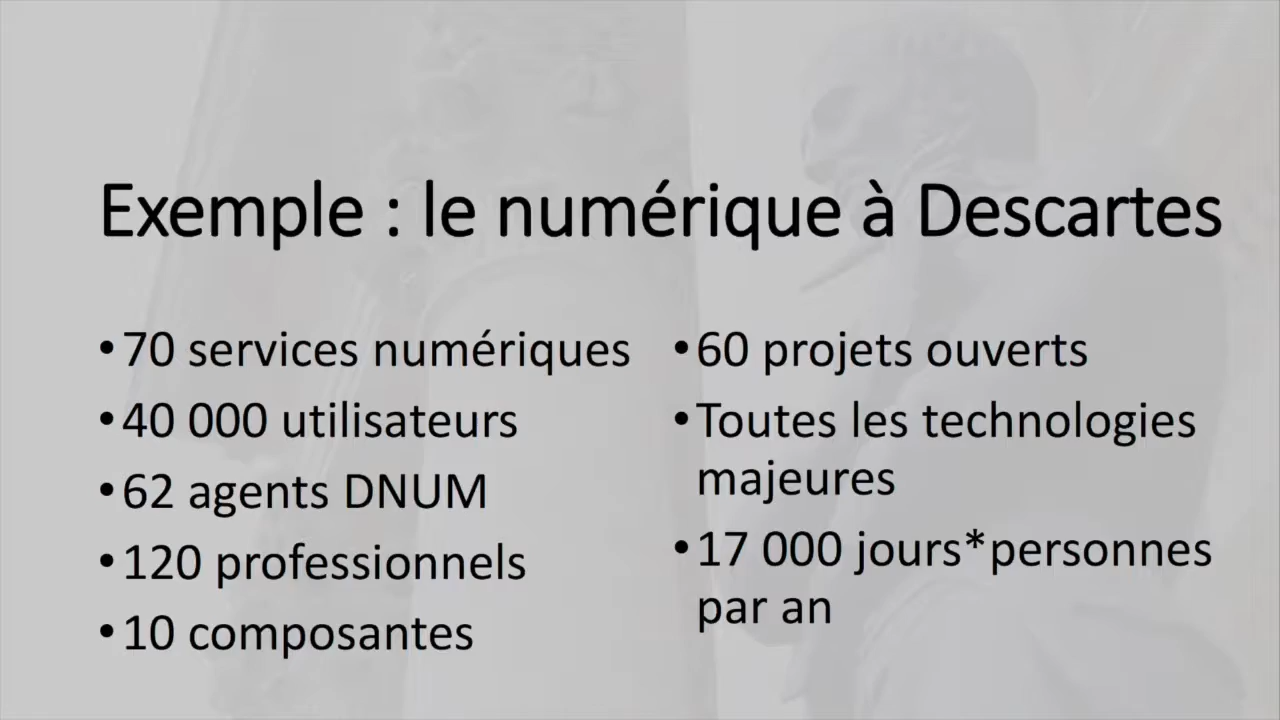 Exemple : le numérique à Descartes
• 70 services numériques
• 40 000 utilisateurs
• 62 agents DNUM
• 120 professionnels
• 10 composantes
• 60 projets ouverts
• Toutes les technologies
majeures
• 17 000 jours*personnes
par an